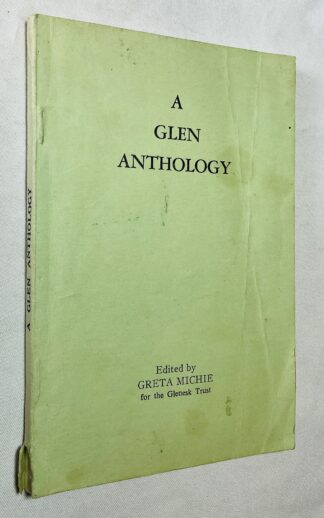 A
GLEN
ANTHOLOGY
Edited by
GRETA MICHIE
for the Glenesk Trust
A GLEN ANTHOLOGY